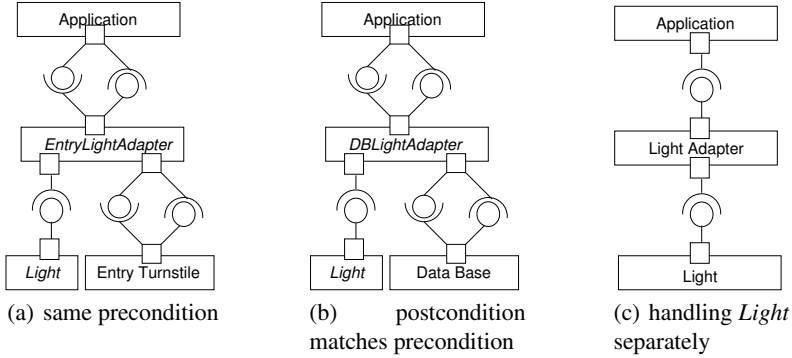 Application
EntryLightAdapter
Light
Entry Turnstile
(a) same precondition
Application
DBLightAdapter
Light
Data Base
(b) postcondition
matches precondition
Application
Light Adapter
Light
(c) handling Light
separately